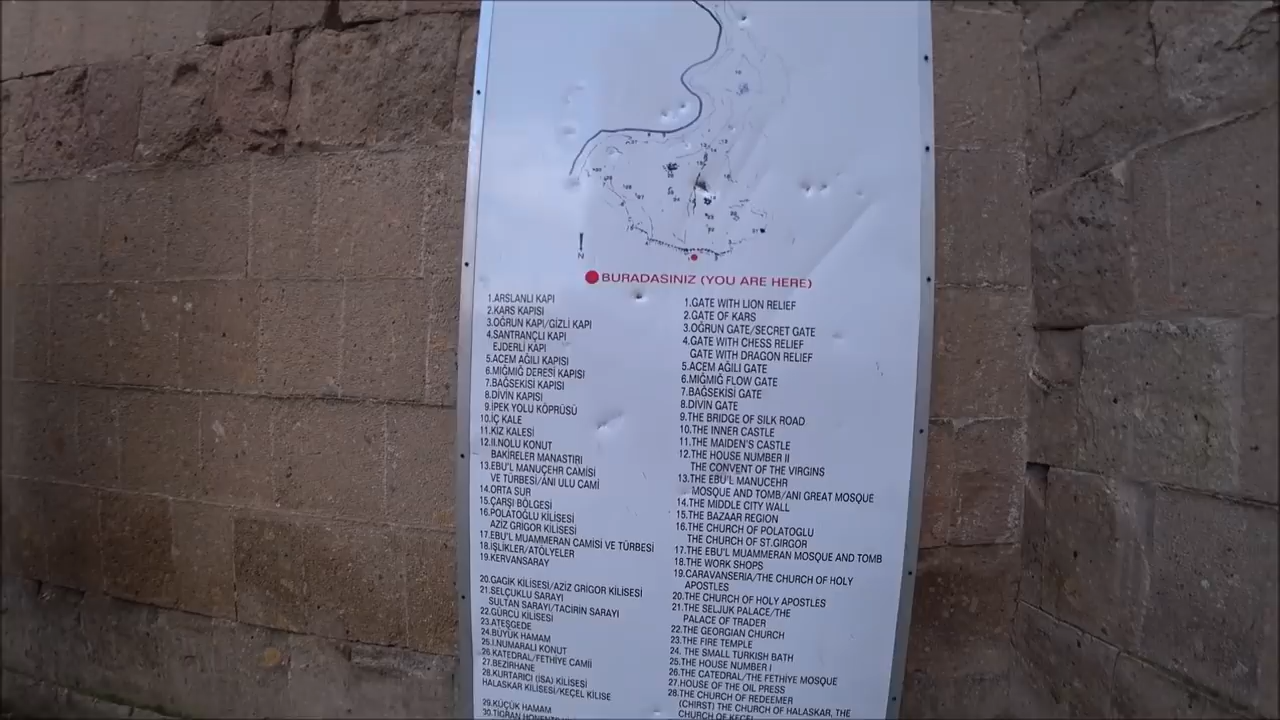 N
BURADASINIZ (YOU ARE HERE)
1.ARSLANLI KAPI
2.KARS KAPISI
3.OĞRUN KAPI/GİZLİ KAPI
4.SANTRANÇLI KAPI
EJDERLİ KAPI
5.ACEM AĞILI KAPISI
6.MIĞMIĞ DERESİ KAPISI
7.BAĞSEKİSİ KAPISI
8.DİVİN KAPISI
9.İPEK YOLU KÖPRÜSÜ
10.İÇ KALE
11.KIZ KALESİ
12.II.NOLU KONUT
BAKİRELER MANASTIRI
13.EBU'L MANUÇEHR CAMİSİ
VE TÜRBESİ/ANI ULU CAMİ
14.ORTA SUR
15.ÇARŞI BÖLGESİ
16.POLATOĞLU KİLİSESİ
AZİZ GRİGOR KİLİSESİ
17.EBU'L MUAMMERAN CAMİSİ VE TÜRBESİ
18.İŞLİKLER/ATÖLYELER
19.KERVANSARAY
20.GAGİK KİLİSESİ/AZİZ GRİGOR KİLİSESİ
21.SELÇUKLU SARAYI
SULTAN SARAYI/TACİRİN SARAYI
22.GÜRCÜ KİLİSESİ
23.ATEŞGEDE
24.BÜYÜK HAMAM
25.I.NUMARALI KONUT
26.KATEDRAL/FETHİYE CAMİİ
27.BEZİRHANE
28.KURTARICI (İSA) KİLİSESİ
HALASKAR KİLİSESİ/KEÇEL KİLİSE
29.KÜÇÜK HAMAM
30.TİGRAN
1.GATE WITH LION RELIEF
2.GATE OF KARS
3.OĞRUN GATE/SECRET GATE
4.GATE WITH CHESS RELIEF
GATE WITH DRAGON RELIEF
5.ACEM AĞILI GATE
6.MIĞMIĞ FLOW GATE
7.BAĞSEKİSİ GATE
8.DIVIN GATE
9.THE BRIDGE OF SILK ROAD
10.THE INNER CASTLE
11.THE MAIDEN'S CASTLE
12.THE HOUSE NUMBER II
THE CONVENT OF THE VIRGINS
13.THE EBU'L MANUCEHR
MOSQUE AND TOMB/ANI GREAT MOSQUE
14.THE MIDDLE CITY WALL
15.THE BAZAAR REGION
16.THE CHURCH OF POLATOGLU
THE CHURCH OF ST.GIRGOR
17.THE EBU'L MUAMMERAN MOSQUE AND TOMB
18.THE WORK SHOPS
19.CARAVANSERIA/THE CHURCH OF HOLY
APOSTLES
20.THE CHURCH OF HOLY APOSTLES
21.THE SELJUK PALACE/THE
PALACE OF TRADER
22.THE GEORGIAN CHURCH
23.THE FIRE TEMPLE
24. THE SMALL TURKISH BATH
25.THE HOUSE NUMBER I
26.THE CATEDRAL/THE FETHİYE MOSQUE
27.HOUSE OF THE OIL PRESS
28.THE CHURCH OF REDEEMER
(CHIRST) THE CHURCH OF HALASKAR, THE
CHURCH OF KEÇEL